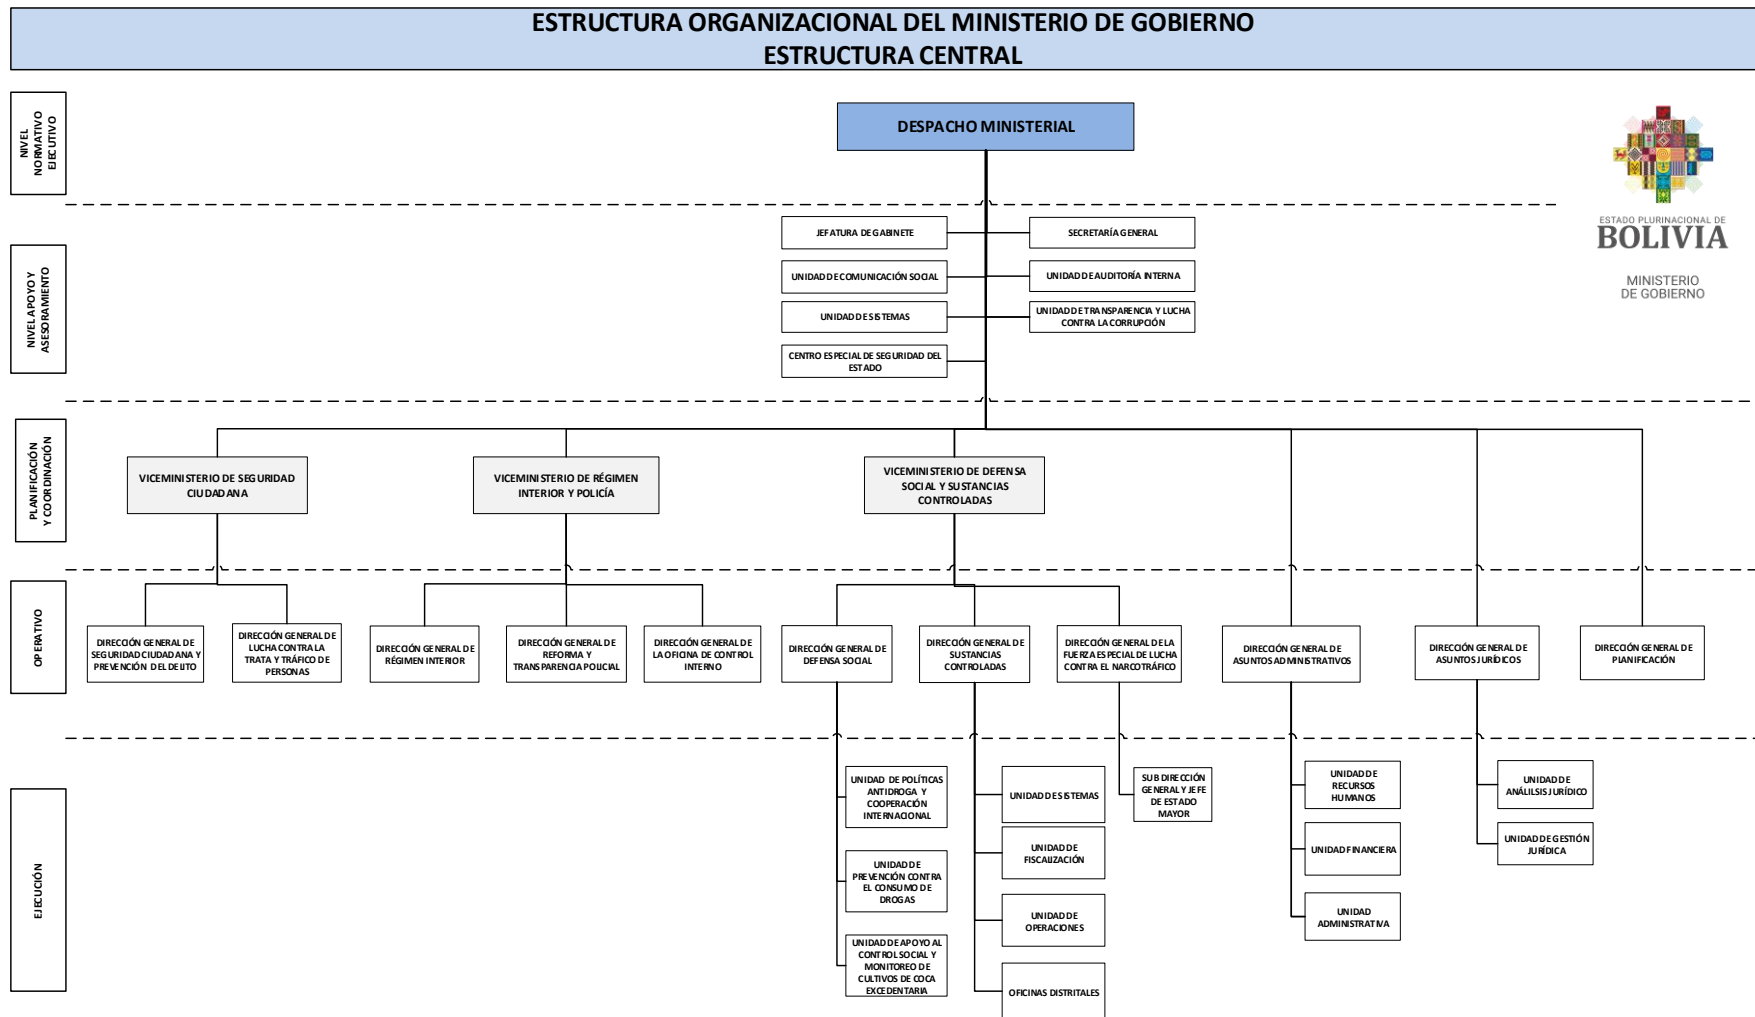 ESTRUCTURA ORGANIZACIONAL DEL MINISTERIO DE GOBIERNO
ESTRUCTURA CENTRAL
NIVEL
NORMATIVO
EJECUTIVO
DESPACHO MINISTERIAL
ESTADO PLURINACIONAL DE
BOLIVIA
MINISTERIO
DE GOBIERNO
NIVEL APOYO Y
ASESORAMIENTO
JEFATURA DE GABINETE
SECRETARÍA GENERAL
UNIDAD DE COMUNICACIÓN SOCIAL
UNIDAD DE AUDITORÍA INTERNA
UNIDAD DE SISTEMAS
UNIDAD DE TRANSPARENCIA Y LUCHA
CONTRA LA CORRUPCIÓN
CENTRO ESPECIAL DE SEGURIDAD DEL
ESTADO
PLANIFICACIÓN
Y COORDINACIÓN
VICEMINISTERIO DE SEGURIDAD
CIUDADANA
VICEMINISTERIO DE RÉGIMEN
INTERIOR Y POLICÍA
VICEMINISTERIO DE DEFENSA
SOCIAL Y SUSTANCIAS
CONTROLADAS
OPERATIVO
DIRECCIÓN GENERAL DE
SEGURIDAD CIUDADANA Y
PREVENCIÓN DEL DELITO
DIRECCIÓN GENERAL DE
LUCHA CONTRA LA
TRATA Y TRÁFICO DE
PERSONAS
DIRECCIÓN GENERAL DE
RÉGIMEN INTERIOR
DIRECCIÓN GENERAL DE
REFORMA Y
TRANSPARENCIA POLICIAL
DIRECCIÓN GENERAL DE
LA OFICINA DE CONTROL
INTERNO
DIRECCIÓN GENERAL DE
DEFENSA SOCIAL
DIRECCIÓN GENERAL DE
SUSTANCIAS
CONTROLADAS
DIRECCIÓN GENERAL DE LA
FUERZA ESPECIAL DE LUCHA
CONTRA EL NARCOTRÁFICO
DIRECCIÓN GENERAL DE
ASUNTOS ADMINISTRATIVOS
DIRECCIÓN GENERAL DE
ASUNTOS JURÍDICOS
DIRECCIÓN GENERAL DE
PLANIFICACIÓN
EJECUCIÓN
UNIDAD DE POLÍTICAS
ANTIDROGA Y
COOPERACIÓN
INTERNACIONAL
UNIDAD DE
PREVENCIÓN CONTRA
EL CONSUMO DE
DROGAS
UNIDAD DE APOYO AL
CONTROL SOCIAL Y
MONITOREO DE
CULTIVOS DE COCA
EXCEDENTARIA
UNIDAD DE SISTEMAS
UNIDAD DE
FISCALIZACIÓN
UNIDAD DE
OPERACIONES
OFICINAS DISTRITALES
SUB DIRECCIÓN
GENERAL Y JEFE
DE ESTADO
MAYOR
UNIDAD DE
RECURSOS
HUMANOS
UNIDAD FINANCIERA
UNIDAD
ADMINISTRATIVA
UNIDAD DE
ANÁLILSIS JURÍDICO
UNIDAD DE GESTIÓN
JURÍDICA